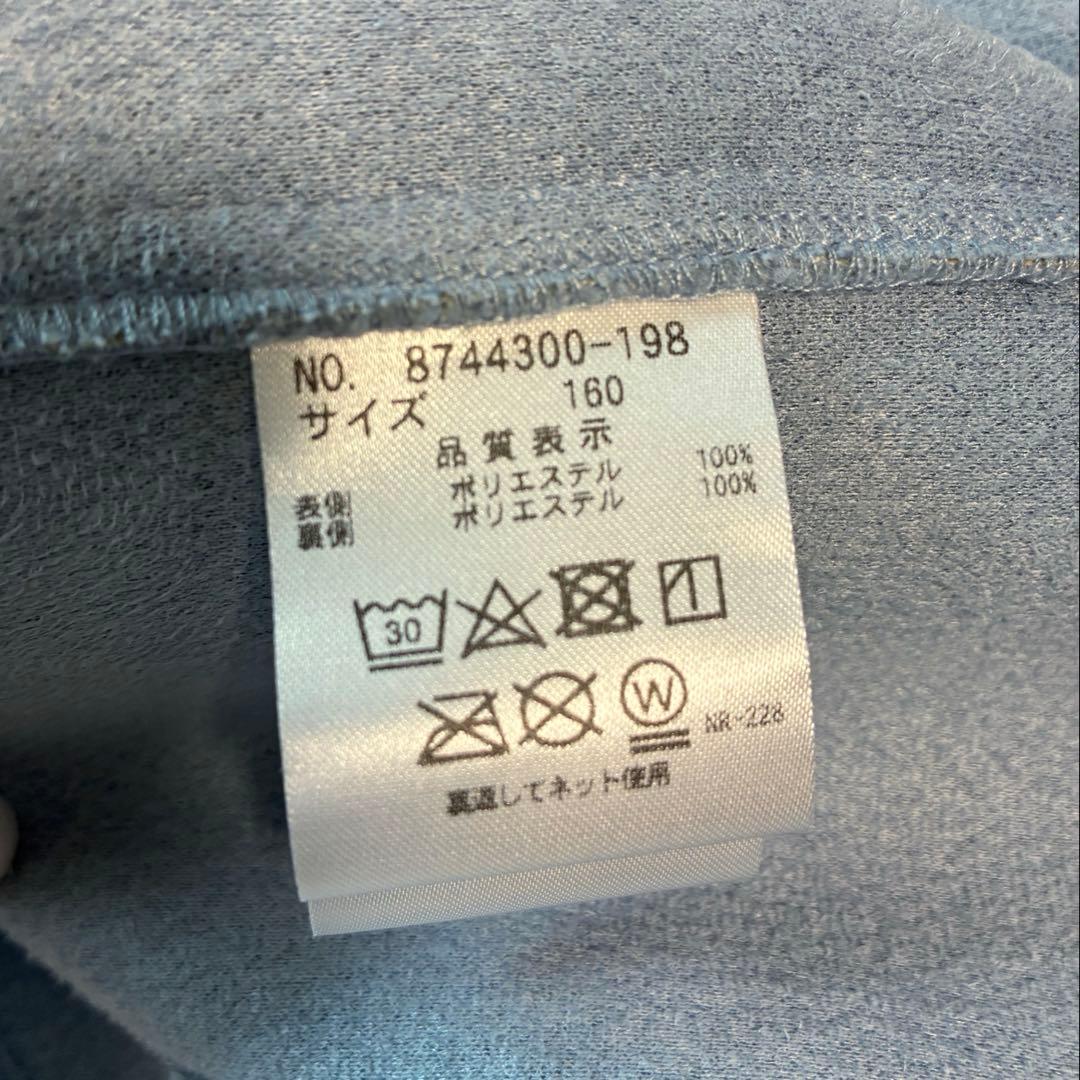 NO. 8744300-198
サイズ 160
品質表示
表側 ポリエステル 100%
裏側 ポリエステル 100%
30
W NR-228
裏返してネット使用